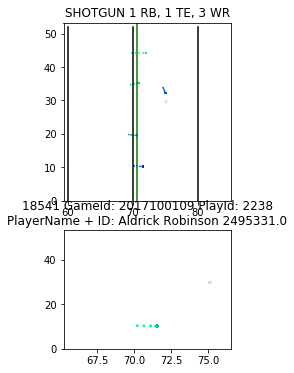 SHOTGUN 1 RB, 1 TE, 3 WR
50
40
30
20
10
0
60 70 80
18541 GameId: 2017100109 PlayId: 2238
PlayerName + ID: Aldrick Robinson 2495331.0
40
20
0
67.5 70.0 72.5 75.0